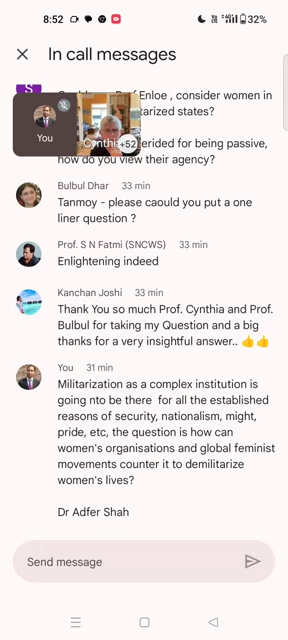 8:52
32%
In call messages
S
Enloe , consider women in
tarized states?
erided for being passive,
how do you view their agency?
You
Cynthia
+52
Bulbul Dhar 33 min
Tanmoy - please caould you put a one
liner question ?
Prof. S N Fatmi (SNCWS) 33 min
Enlightening indeed
Kanchan Joshi 33 min
Thank You so much Prof. Cynthia and Prof.
Bulbul for taking my Question and a big
thanks for a very insightful answer.. 👍👍
You 31 min
Militarization as a complex institution is
going nto be there for all the established
reasons of security, nationalism, might,
pride, etc, the question is how can
women's organisations and global feminist
movements counter it to demilitarize
women's lives?
Dr Adfer Shah
Send message